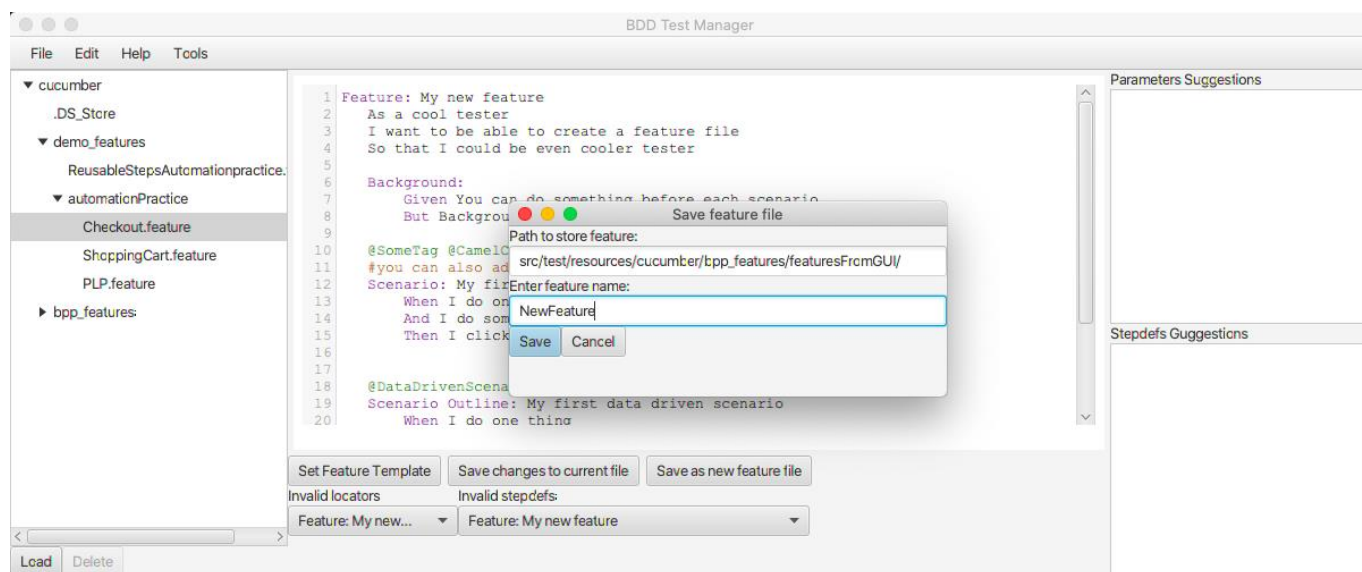 BDD Test Manager
File Edit Help Tools
cucumber
.DS_Store
demo_features
ReusableStepsAutomationpractice.
automationPractice
Checkout.feature
ShoppingCart.feature
PLP.feature
bpp_features
Load Delete
1 Feature: My new feature
2 As a cool tester
3 I want to be able to create a feature file
4 So that I could be even cooler tester
5
6 Background:
7 Given You can do something before each scenario
8 But Backgrou
9
10 @SomeTag @CamelC
11 #you can also ad
12 Scenario: My fir
13 When I do on
14 And I do som
15 Then I click
16
17
18 @DataDrivenScena
19 Scenario Outline: My first data driven scenario
20 When I do one thing
Save feature file
Path to store feature:
src/test/resources/cucumber/bpp_features/featuresFromGUI/
Enter feature name:
NewFeature
Save Cancel
Set Feature Template Save changes to current file Save as new feature file
Invalid locators Invalid stepdefs:
Feature: My new... Feature: My new feature
Parameters Suggestions
Stepdefs Guggestions